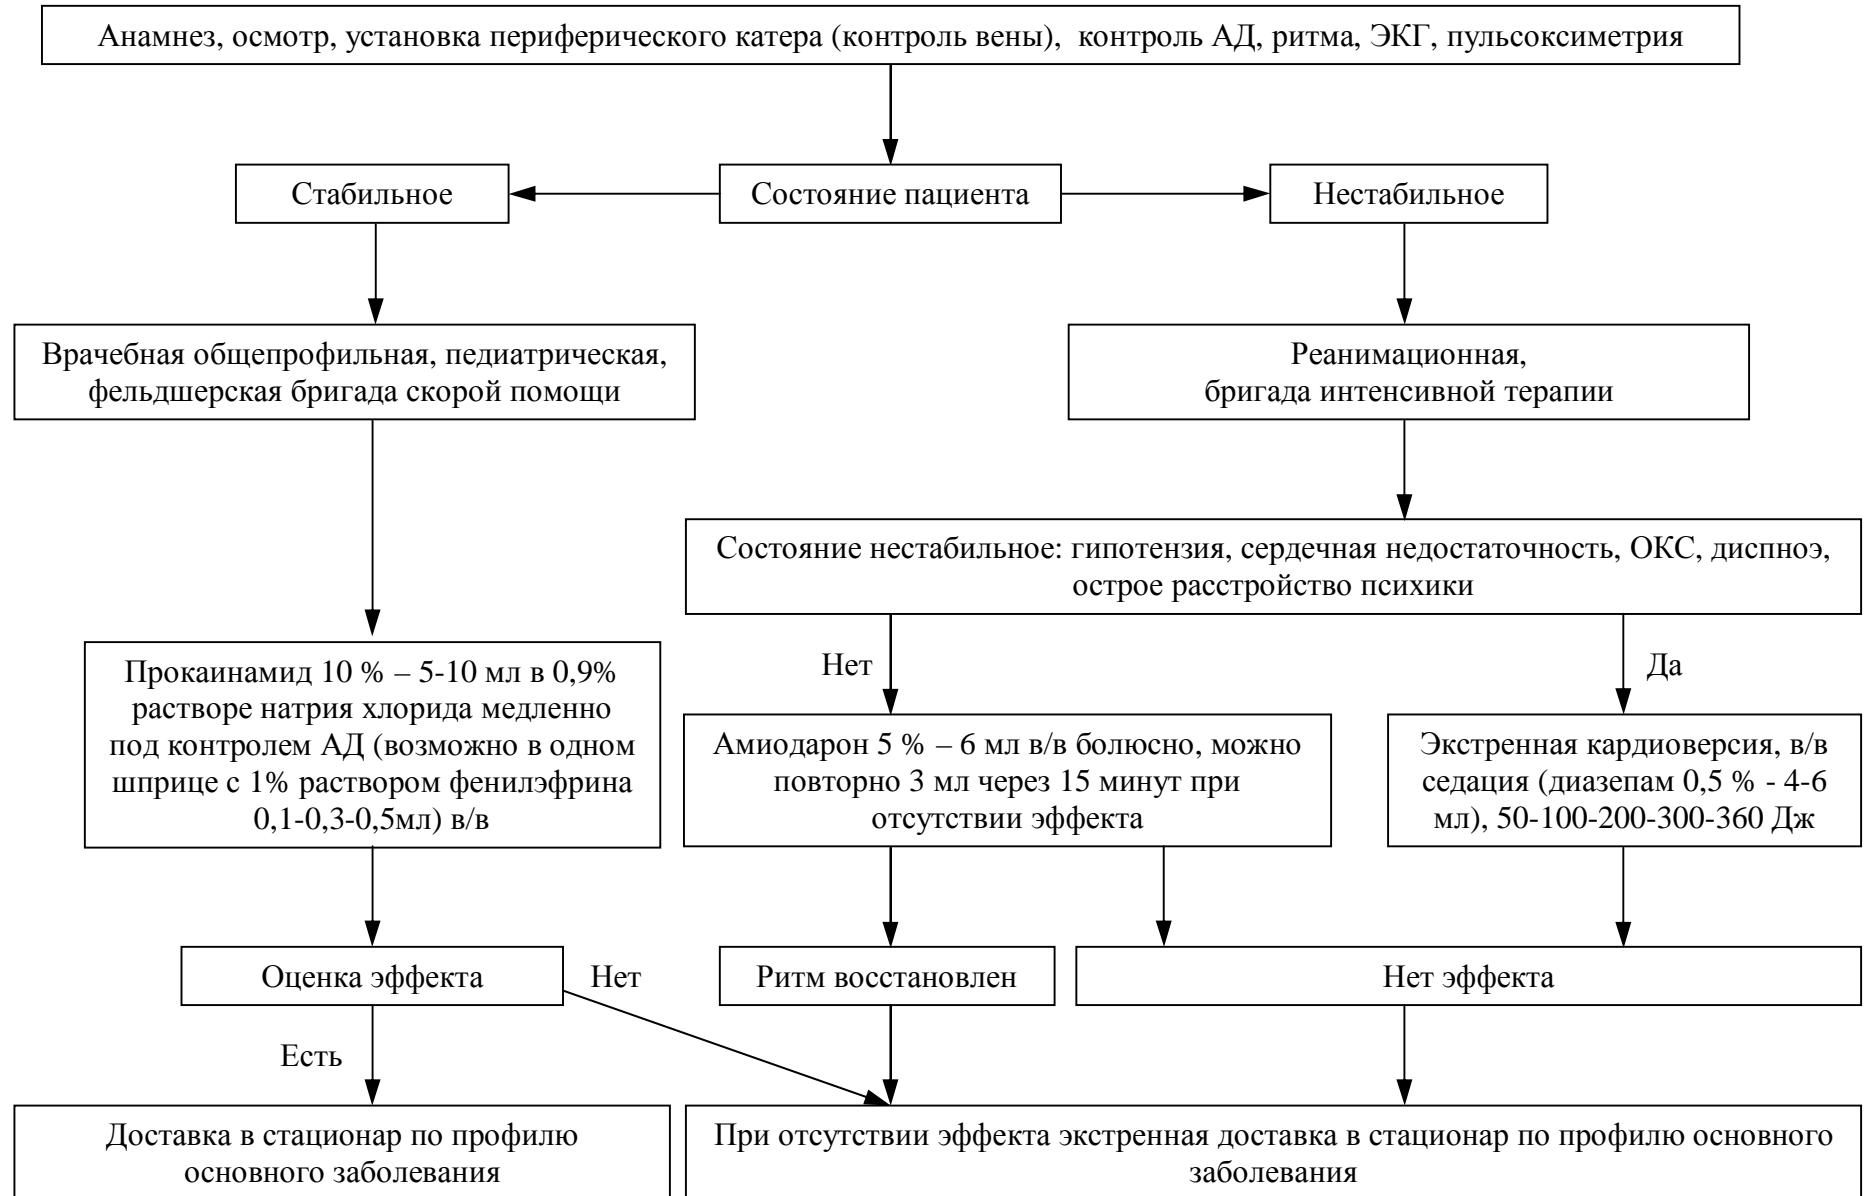 Анамнез, осмотр, установка периферического катера (контроль вены),  контроль АД, ритма, ЭКГ, пульсоксиметрия
Стабильное
Состояние пациента
Нестабильное
Врачебная общепрофильная, педиатрическая,
фельдшерская бригада скорой помощи
Реанимационная,
бригада интенсивной терапии
Состояние нестабильное: гипотензия, сердечная недостаточность, ОКС, диспноэ,
острое расстройство психики
Нет
Да
Прокаинамид 10 % – 5-10 мл в 0,9%
растворе натрия хлорида медленно
под контролем АД (возможно в одном
шприце с 1% раствором фенилэфрина
0,1-0,3-0,5мл) в/в
Амиодарон 5 % – 6 мл в/в болюсно, можно
повторно 3 мл через 15 минут при
отсутствии эффекта
Экстренная кардиоверсия, в/в
седация (диазепам 0,5 % - 4-6
мл), 50-100-200-300-360 Дж
Оценка эффекта
Нет
Ритм восстановлен
Нет эффекта
Есть
Доставка в стационар по профилю
основного заболевания
При отсутствии эффекта экстренная доставка в стационар по профилю основного
заболевания